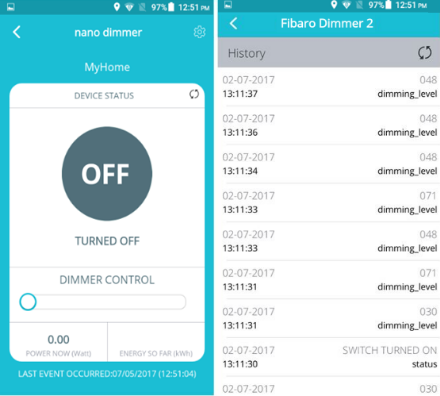 97% 12:51 PM
nano dimmer
MyHome
DEVICE STATUS
OFF
TURNED OFF
DIMMER CONTROL
0.00
POWER NOW (Watt)
ENERGY SO FAR (kWh)
LAST EVENT OCCURRED:07/05/2017 (12:51:04)
97% 12:51 PM
Fibaro Dimmer 2
History
02-07-2017 048
13:11:37 dimming_level
02-07-2017 048
13:11:36 dimming_level
02-07-2017 048
13:11:34 dimming_level
02-07-2017 071
13:11:33 dimming_level
02-07-2017 048
13:11:33 dimming_level
02-07-2017 071
13:11:31 dimming_level
02-07-2017 030
13:11:31 dimming_level
02-07-2017 SWITCH TURNED ON
13:11:30 status
02-07-2017 030